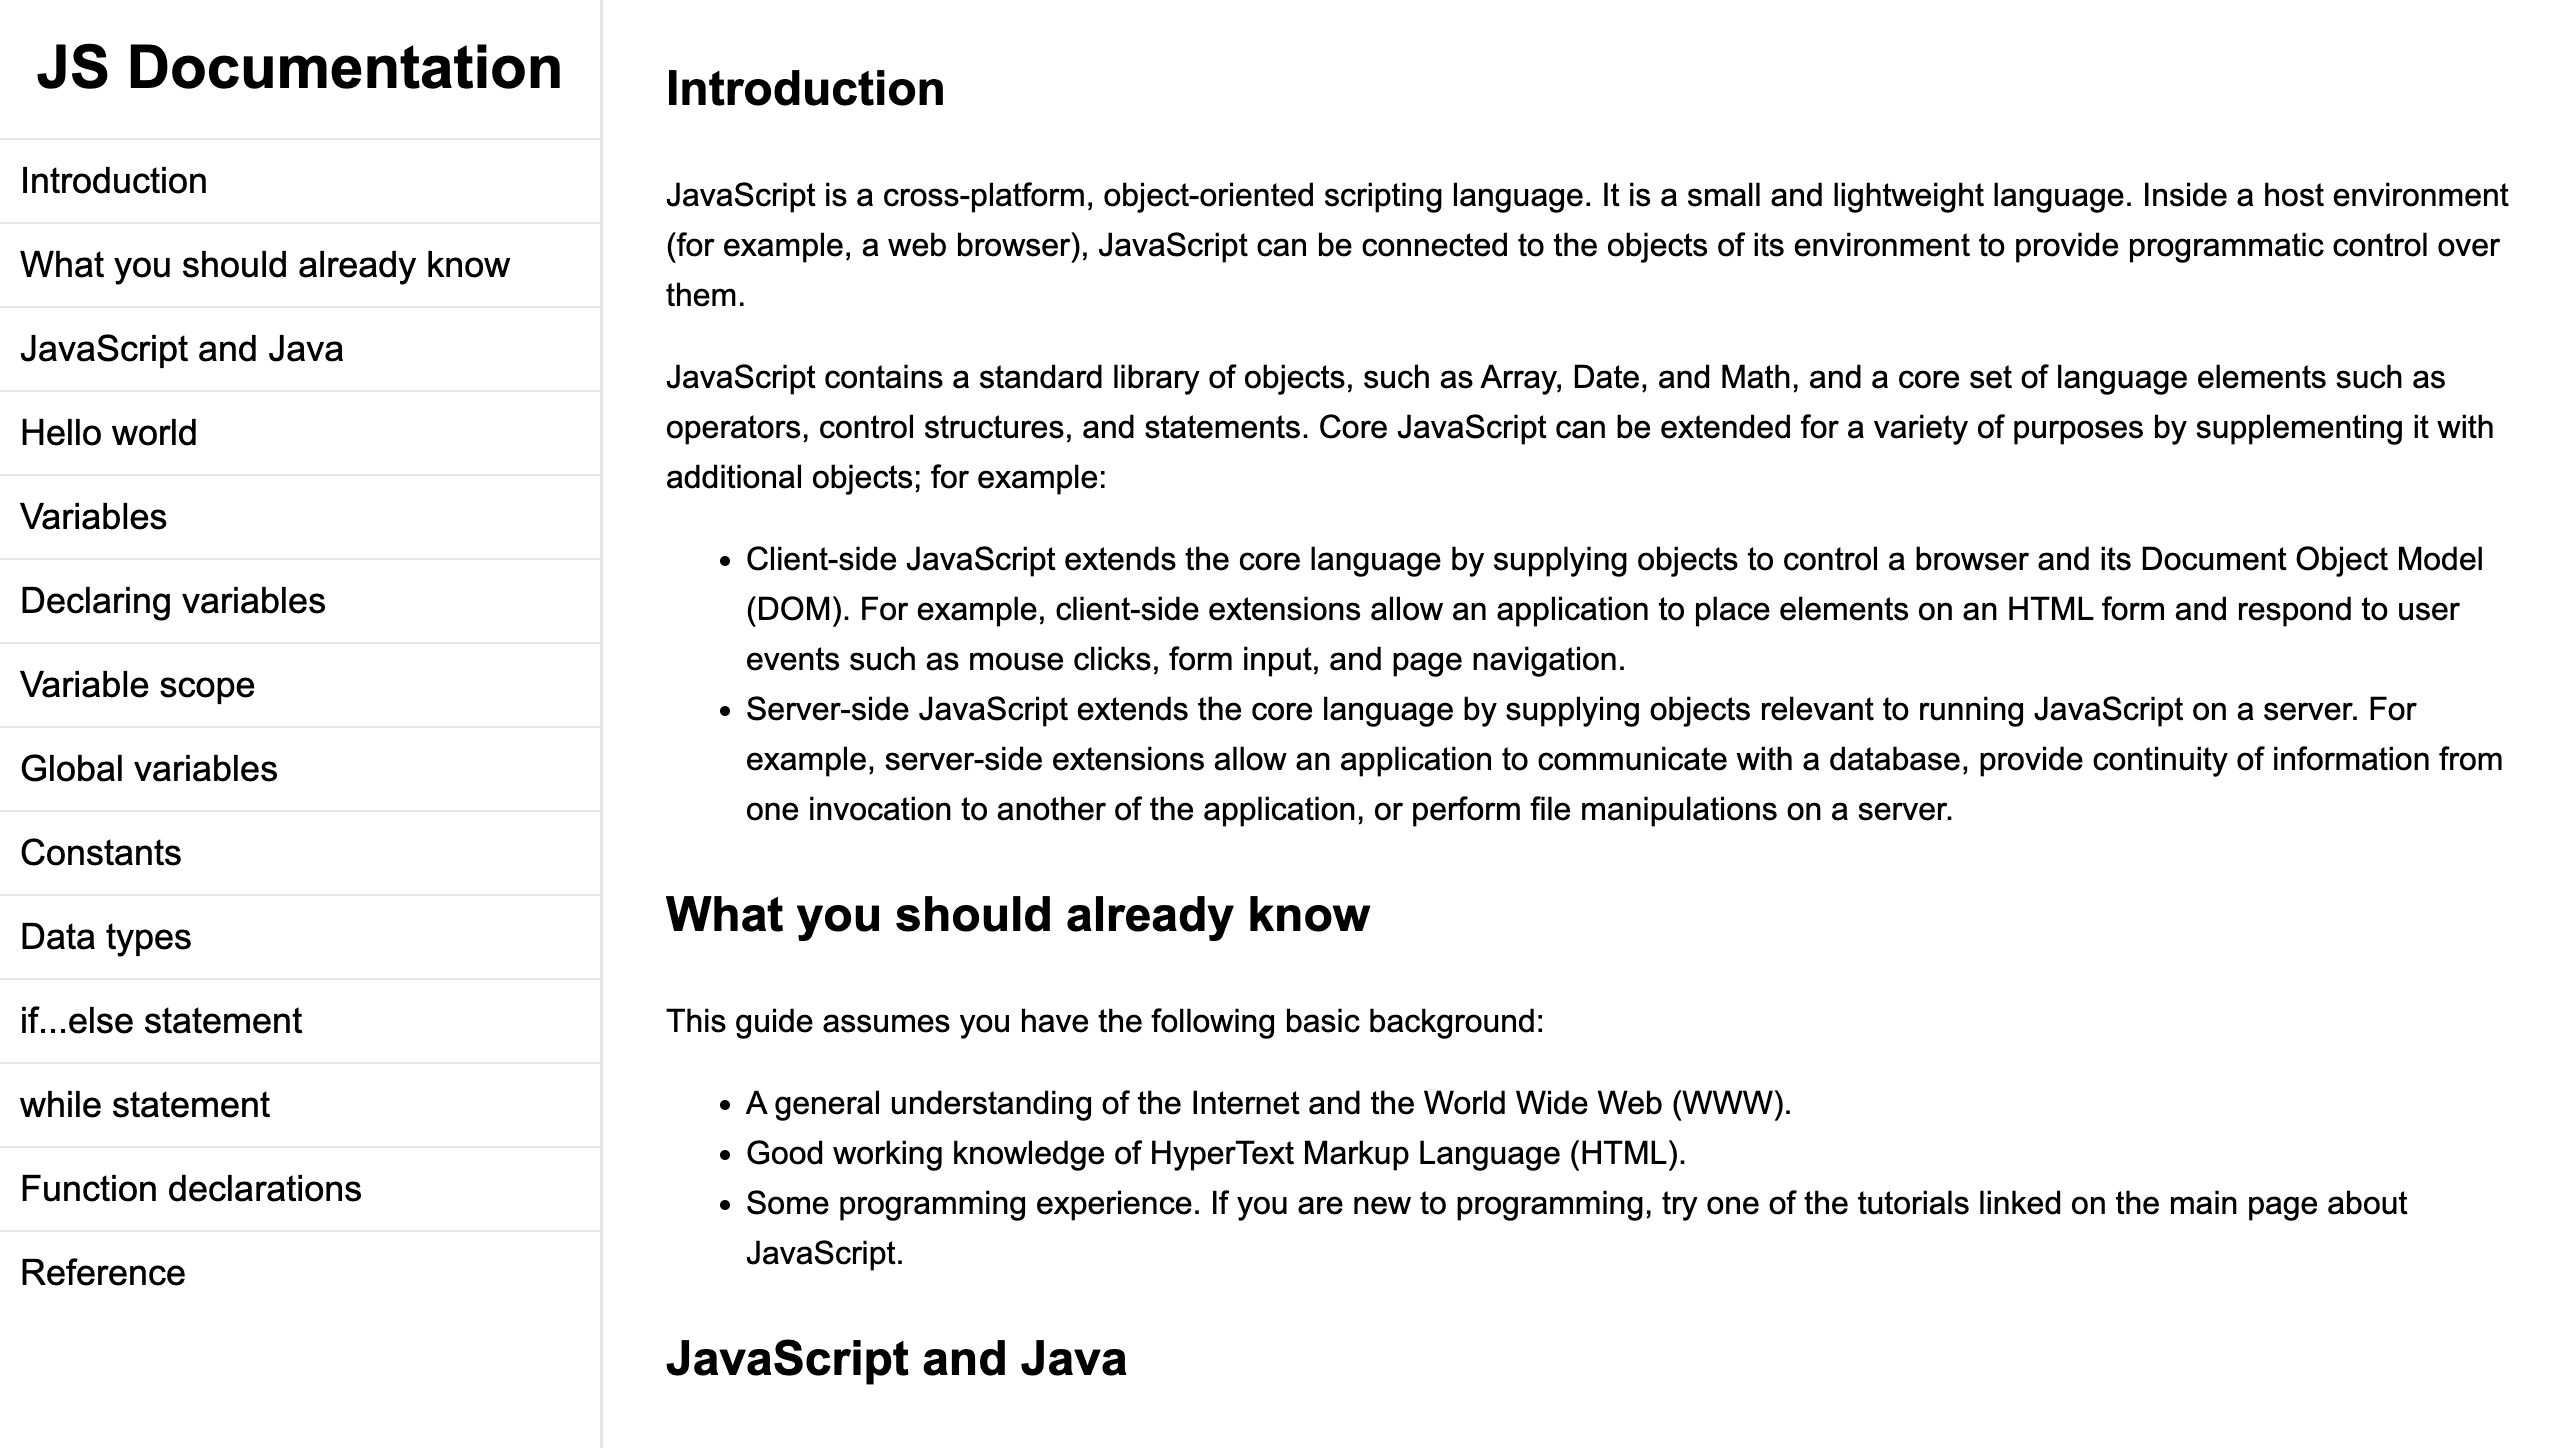 JS Documentation
Introduction
What you should already know
JavaScript and Java
Hello world
Variables
Declaring variables
Variable scope
Global variables
Constants
Data types
if...else statement
while statement
Function declarations
Reference
Introduction
JavaScript is a cross-platform, object-oriented scripting language. It is a small and lightweight language. Inside a host environment
(for example, a web browser), JavaScript can be connected to the objects of its environment to provide programmatic control over
them.
JavaScript contains a standard library of objects, such as Array, Date, and Math, and a core set of language elements such as
operators, control structures, and statements. Core JavaScript can be extended for a variety of purposes by supplementing it with
additional objects; for example:
• Client-side JavaScript extends the core language by supplying objects to control a browser and its Document Object Model
(DOM). For example, client-side extensions allow an application to place elements on an HTML form and respond to user
events such as mouse clicks, form input, and page navigation.
• Server-side JavaScript extends the core language by supplying objects relevant to running JavaScript on a server. For
example, server-side extensions allow an application to communicate with a database, provide continuity of information from
one invocation to another of the application, or perform file manipulations on a server.
What you should already know
This guide assumes you have the following basic background:
• A general understanding of the Internet and the World Wide Web (WWW).
• Good working knowledge of HyperText Markup Language (HTML).
• Some programming experience. If you are new to programming, try one of the tutorials linked on the main page about
JavaScript.
JavaScript and Java